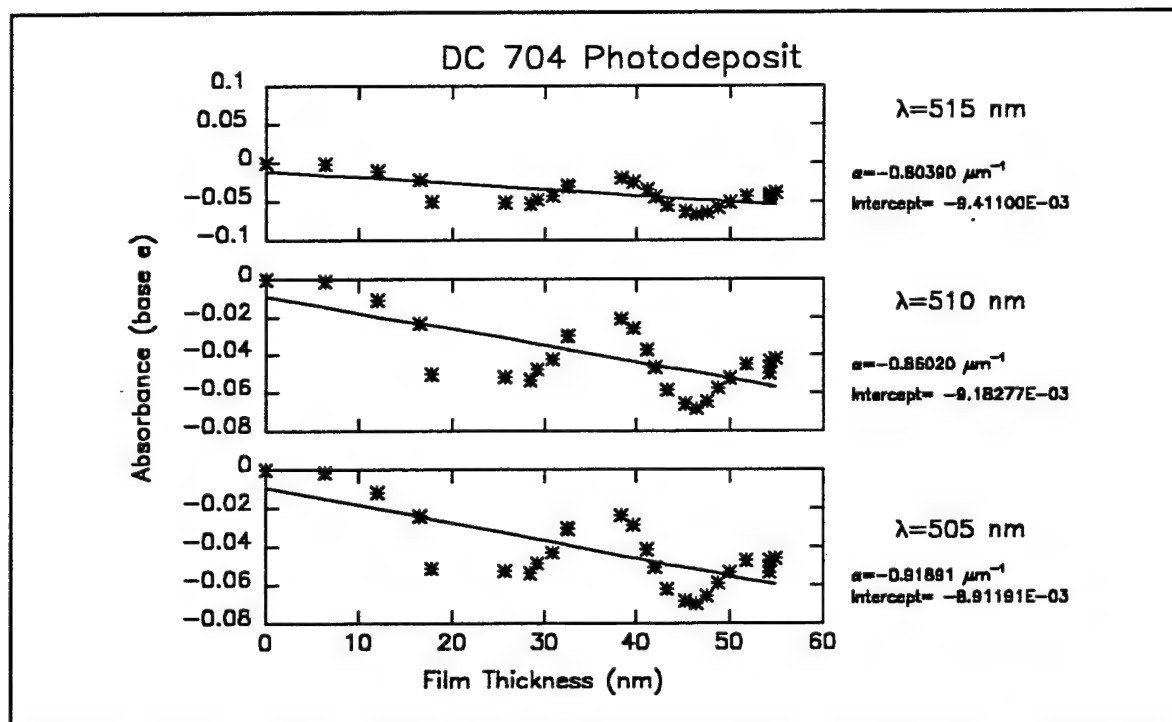 DC 704 Photodeposit
0.1
0.05
0
−0.05
−0.1
λ=515 nm
α=−0.80390 μm⁻¹
Intercept= −9.41100E−03
Absorbance (base e)
0
−0.02
−0.04
−0.06
−0.08
λ=510 nm
α=−0.86020 μm⁻¹
Intercept= −9.18277E−03
0
−0.02
−0.04
−0.06
−0.08
λ=505 nm
α=−0.91891 μm⁻¹
Intercept= −8.91191E−03
0 10 20 30 40 50 60
Film Thickness (nm)